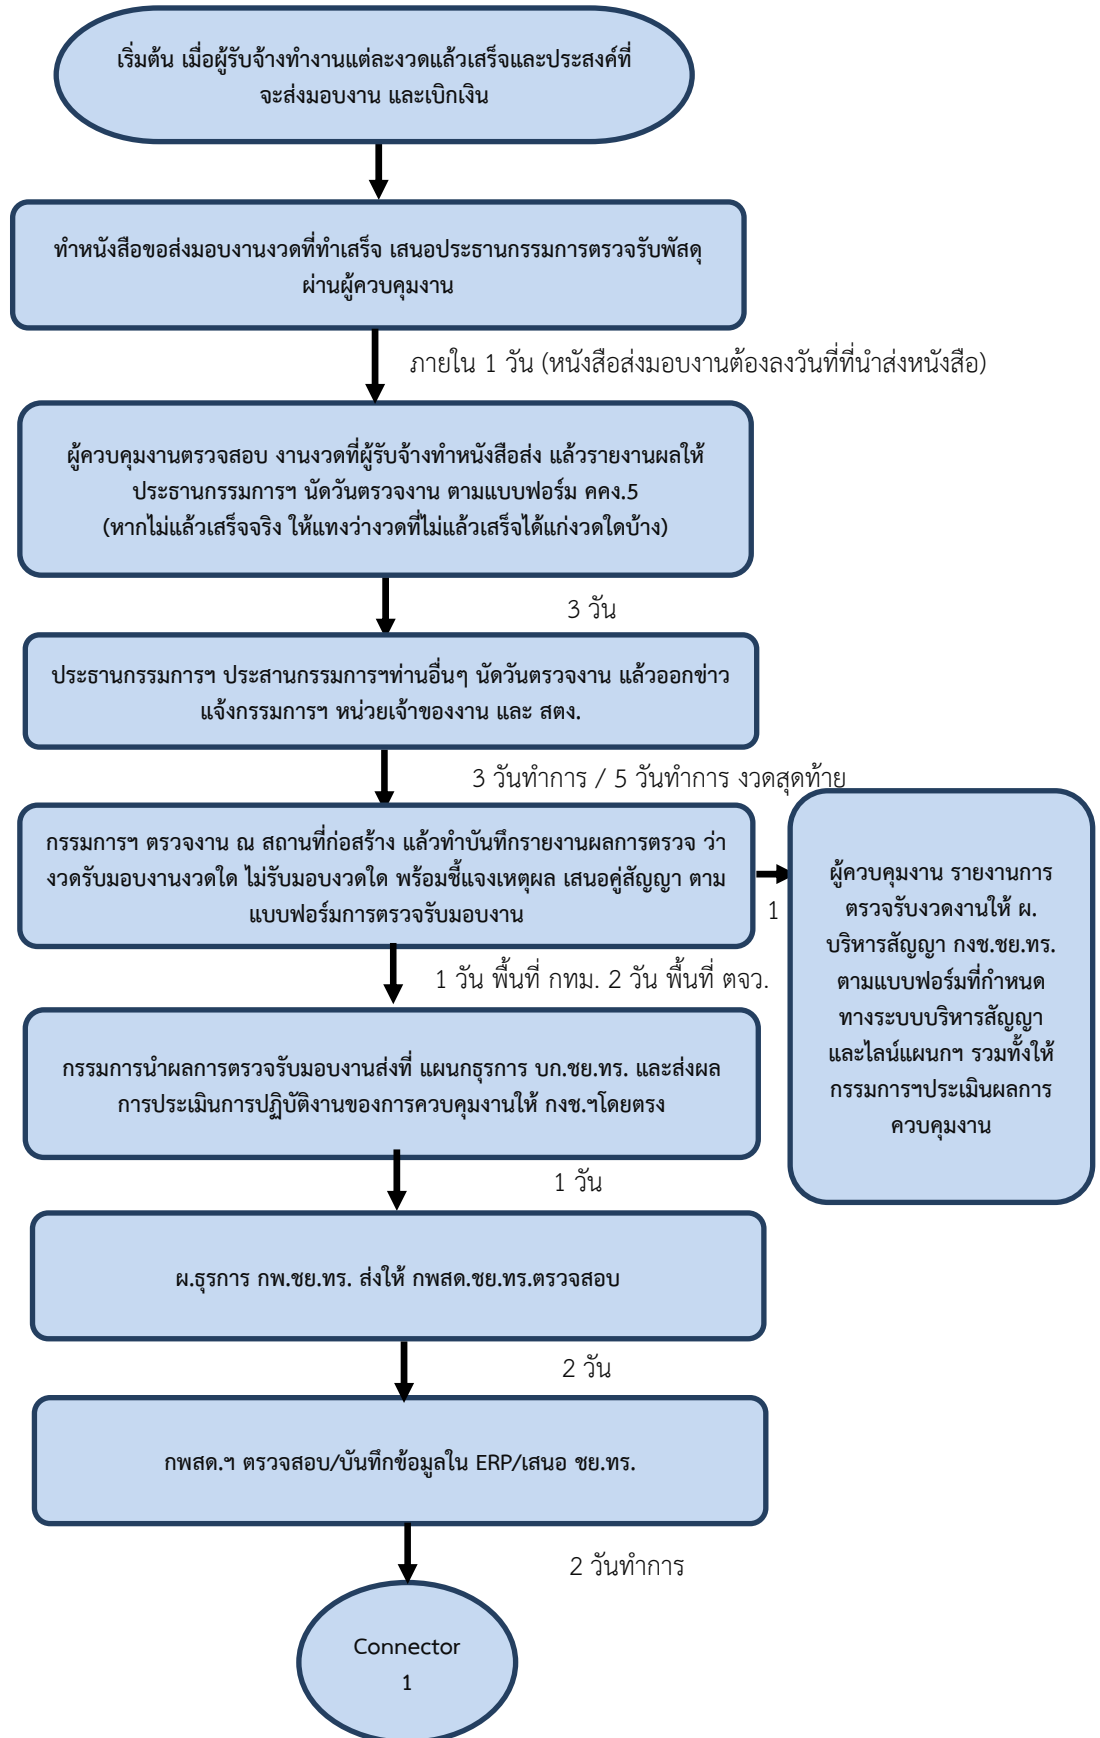 เริ่มต้น เมื่อผู้รับจ้างทำงานแต่ละงวดแล้วเสร็จและประสงค์ที่
จะส่งมอบงาน และเบิกเงิน
ทำหนังสือขอส่งมอบงานงวดที่ทำเสร็จ เสนอประธานกรรมการตรวจรับพัสดุ
ผ่านผู้ควบคุมงาน
ภายใน 1 วัน (หนังสือส่งมอบงานต้องลงวันที่ที่นำส่งหนังสือ)
ผู้ควบคุมงานตรวจสอบ งานงวดที่ผู้รับจ้างทำหนังสือส่ง แล้วรายงานผลให้
ประธานกรรมการฯ นัดวันตรวจงาน ตามแบบฟอร์ม คคง.5
(หากไม่แล้วเสร็จจริง ให้แทงว่างวดที่ไม่แล้วเสร็จได้แก่งวดใดบ้าง)
3 วัน
ประธานกรรมการฯ ประสานกรรมการฯท่านอื่นๆ นัดวันตรวจงาน แล้วออกข่าว
แจ้งกรรมการฯ หน่วยเจ้าของงาน และ สตง.
3 วันทำการ / 5 วันทำการ งวดสุดท้าย
กรรมการฯ ตรวจงาน ณ สถานที่ก่อสร้าง แล้วทำบันทึกรายงานผลการตรวจ ว่า
งวดรับมอบงานงวดใด ไม่รับมอบงวดใด พร้อมชี้แจงเหตุผล เสนอคู่สัญญา ตาม
แบบฟอร์มการตรวจรับมอบงาน
1
ผู้ควบคุมงาน รายงานการ
ตรวจรับงวดงานให้ ผ.
บริหารสัญญา กงช.ชย.ทร.
ตามแบบฟอร์มที่กำหนด
ทางระบบบริหารสัญญา
และไลน์แผนกฯ รวมทั้งให้
กรรมการฯประเมินผลการ
ควบคุมงาน
1 วัน พื้นที่ กทม. 2 วัน พื้นที่ ตจว.
กรรมการนำผลการตรวจรับมอบงานส่งที่ แผนกธุรการ บก.ชย.ทร. และส่งผล
การประเมินการปฏิบัติงานของการควบคุมงานให้ กงช.ฯโดยตรง
1 วัน
ผ.ธุรการ กพ.ชย.ทร. ส่งให้ กพสด.ชย.ทร.ตรวจสอบ
2 วัน
กพสด.ฯ ตรวจสอบ/บันทึกข้อมูลใน ERP/เสนอ ชย.ทร.
2 วันทำการ
Connector
1